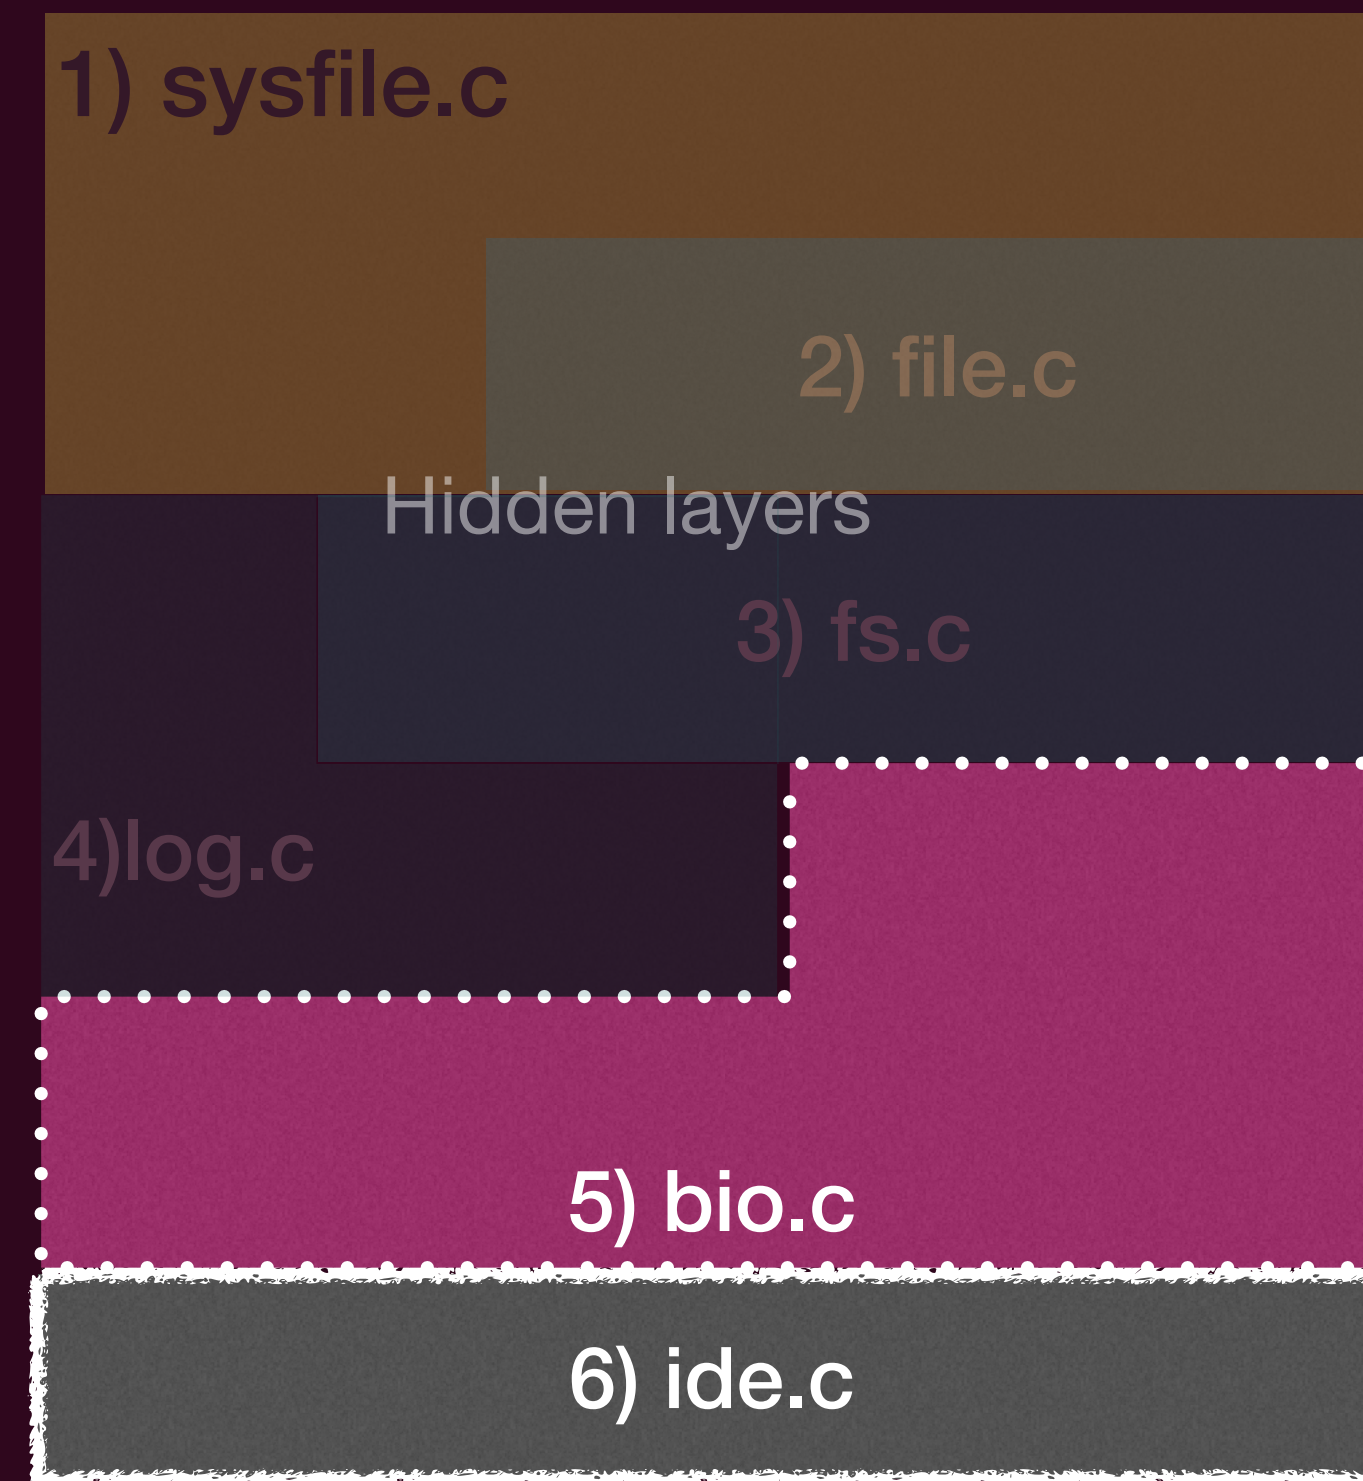 1) sysfile.c
2) file.c
Hidden layers
3) fs.c
4)log.c
5) bio.c
6) ide.c